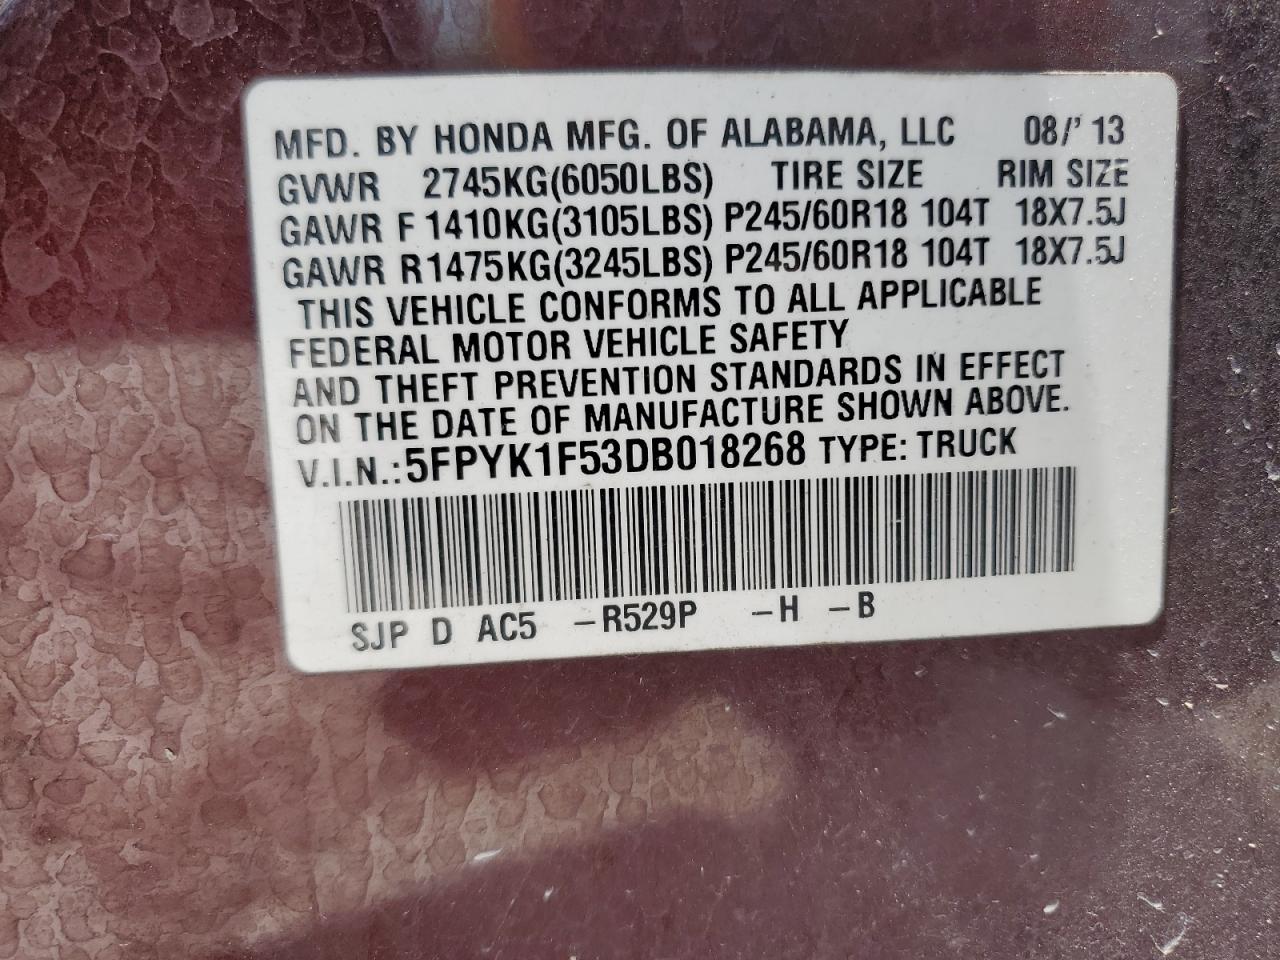 MFD. BY HONDA MFG. OF ALABAMA, LLC 08/'13
GVWR 2745KG(6050LBS) TIRE SIZE RIM SIZE
GAWR F 1410KG(3105LBS) P245/60R18 104T 18X7.5J
GAWR R1475KG(3245LBS) P245/60R18 104T 18X7.5J
THIS VEHICLE CONFORMS TO ALL APPLICABLE
FEDERAL MOTOR VEHICLE SAFETY
AND THEFT PREVENTION STANDARDS IN EFFECT
ON THE DATE OF MANUFACTURE SHOWN ABOVE.
V.I.N.:5FPYK1F53DB018268 TYPE: TRUCK
SJP D AC5 -R529P -H -B